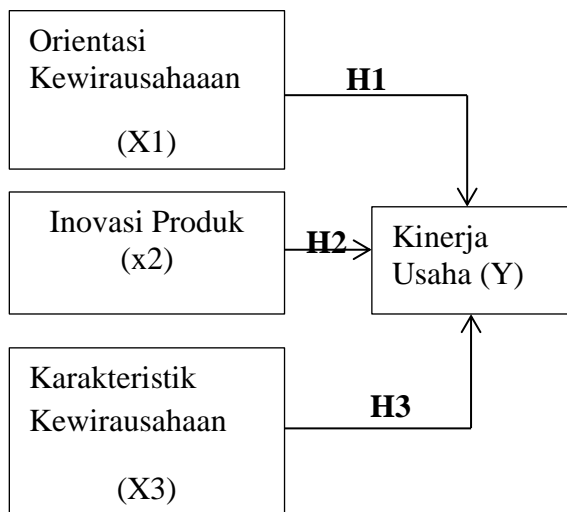 Orientasi
Kewirausahaaan
(X1)
H1
Inovasi Produk
(x2)
H2
Kinerja
Usaha (Y)
Karakteristik
Kewirausahaan
(X3)
H3